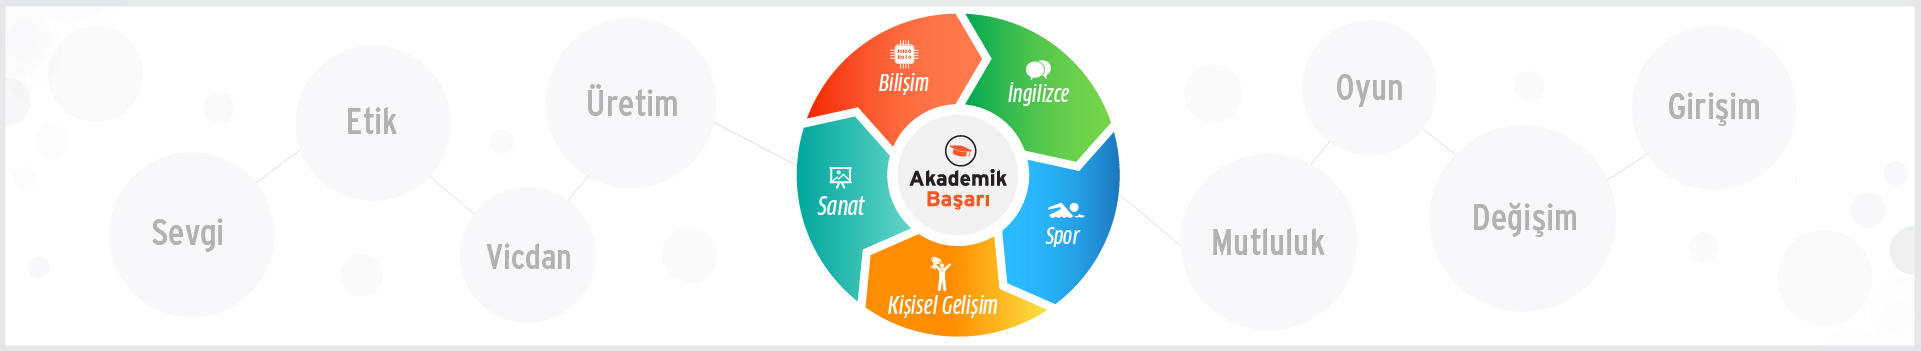 Sevgi
Etik
Vicdan
Üretim
Bilişim
İngilizce
Sanat
Akademik
Başarı
Spor
Kişisel Gelişim
Mutluluk
Oyun
Değişim
Girişim